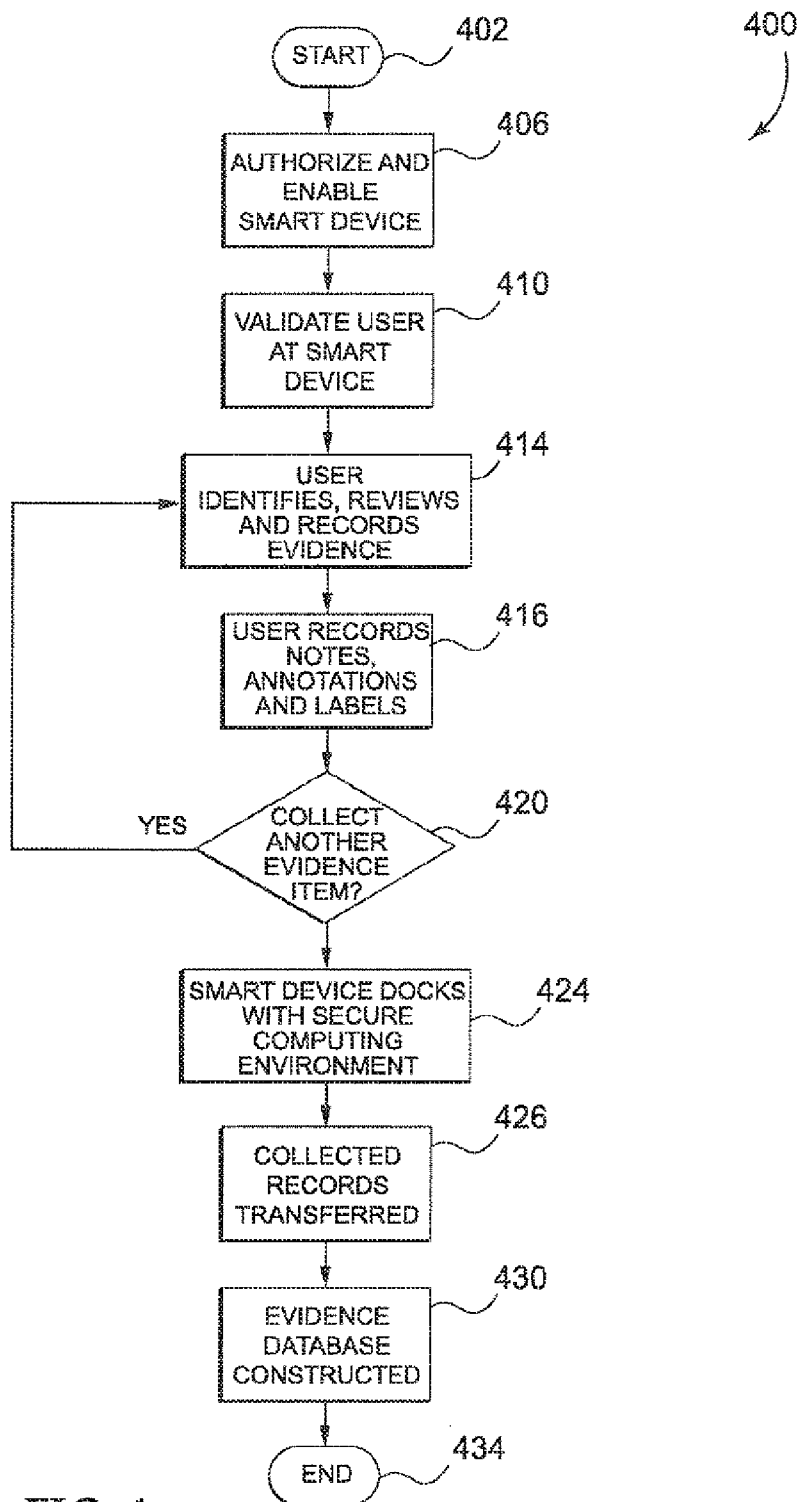 400
START
402
AUTHORIZE AND
ENABLE
SMART DEVICE
406
VALIDATE USER
AT SMART
DEVICE
410
USER
IDENTIFIES, REVIEWS
AND RECORDS
EVIDENCE
414
USER RECORDS
NOTES,
ANNOTATIONS
AND LABELS
416
COLLECT
ANOTHER
EVIDENCE
ITEM?
420
YES
SMART DEVICE DOCKS
WITH SECURE
COMPUTING
ENVIRONMENT
424
COLLECTED
RECORDS
TRANSFERRED
426
EVIDENCE
DATABASE
CONSTRUCTED
430
END
434